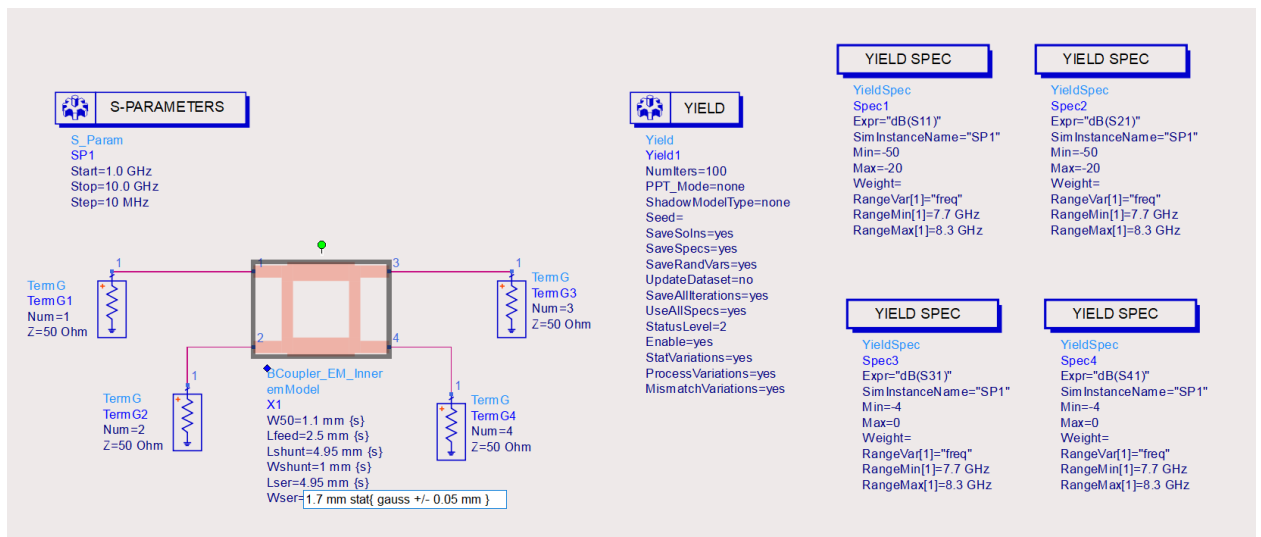 S-PARAMETERS
S_Param
SP1
Start=1.0 GHz
Stop=10.0 GHz
Step=10 MHz
1
TermG
TermG1
Num=1
Z=50 Ohm
1
TermG
TermG2
Num=2
Z=50 Ohm
1
2
3
4
BCoupler_EM_Inner
emModel
X1
W50=1.1 mm {s}
Lfeed=2.5 mm {s}
Lshunt=4.95 mm {s}
Wshunt=1 mm {s}
Lser=4.95 mm {s}
Wser=1.7 mm stat{ gauss +/- 0.05 mm }
1
TermG
TermG3
Num=3
Z=50 Ohm
1
TermG
TermG4
Num=4
Z=50 Ohm
YIELD
Yield
Yield1
NumIters=100
PPT_Mode=none
ShadowModelType=none
Seed=
SaveSolns=yes
SaveSpecs=yes
SaveRandVars=yes
UpdateDataset=no
SaveAllIterations=yes
UseAllSpecs=yes
StatusLevel=2
Enable=yes
StatVariations=yes
ProcessVariations=yes
MismatchVariations=yes
YIELD SPEC
YieldSpec
Spec1
Expr="dB(S11)"
SimInstanceName="SP1"
Min=-50
Max=-20
Weight=
RangeVar[1]="freq"
RangeMin[1]=7.7 GHz
RangeMax[1]=8.3 GHz
YIELD SPEC
YieldSpec
Spec2
Expr="dB(S21)"
SimInstanceName="SP1"
Min=-50
Max=-20
Weight=
RangeVar[1]="freq"
RangeMin[1]=7.7 GHz
RangeMax[1]=8.3 GHz
YIELD SPEC
YieldSpec
Spec3
Expr="dB(S31)"
SimInstanceName="SP1"
Min=-4
Max=0
Weight=
RangeVar[1]="freq"
RangeMin[1]=7.7 GHz
RangeMax[1]=8.3 GHz
YIELD SPEC
YieldSpec
Spec4
Expr="dB(S41)"
SimInstanceName="SP1"
Min=-4
Max=0
Weight=
RangeVar[1]="freq"
RangeMin[1]=7.7 GHz
RangeMax[1]=8.3 GHz